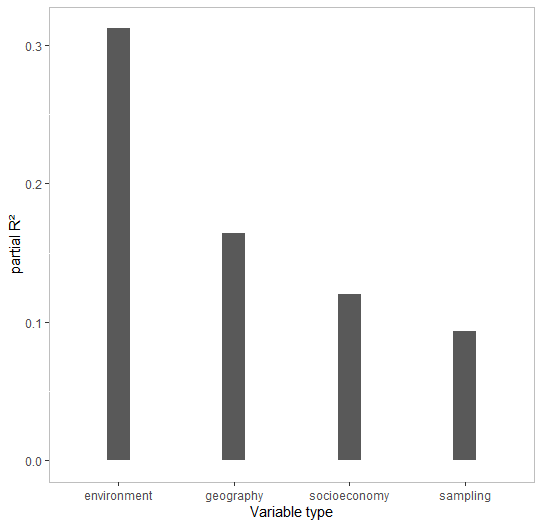 partial R²
0.3
0.2
0.1
0.0
environment geography socioeconomy sampling
Variable type